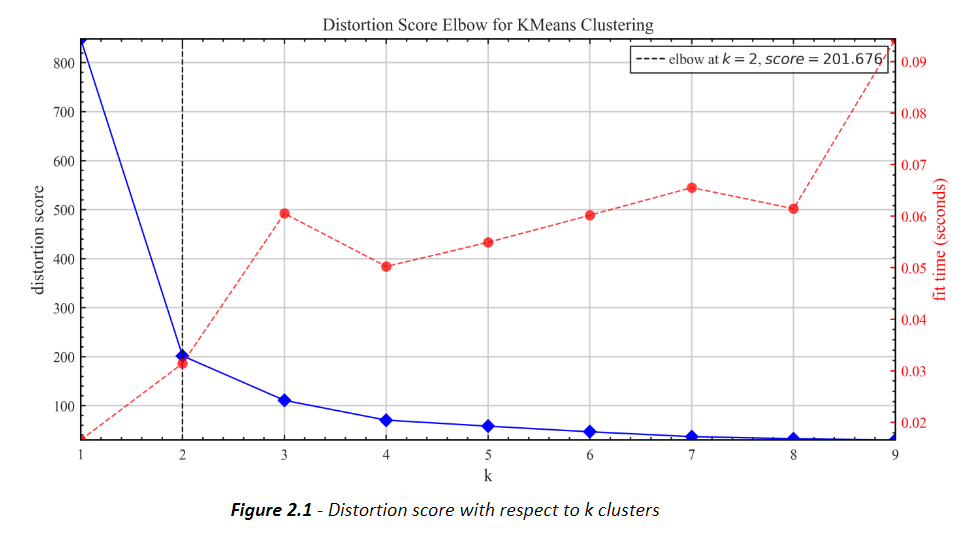 Distortion Score Elbow for KMeans Clustering
elbow at k = 2, score = 201.676
distortion score
800
700
600
500
400
300
200
100
0.09
0.08
0.07
0.06
0.05
0.04
0.03
0.02
fit time (seconds)
1 2 3 4 5 6 7 8 9
k
Figure 2.1 - Distortion score with respect to k clusters